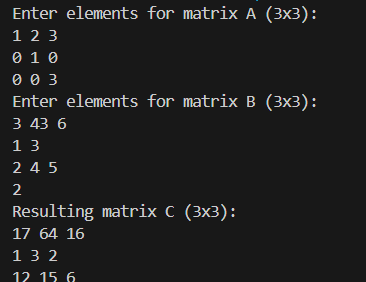 Enter elements for matrix A (3x3):
1 2 3
0 1 0
0 0 3
Enter elements for matrix B (3x3):
3 43 6
1 3
2 4 5
2
Resulting matrix C (3x3):
17 64 16
1 3 2
12 15 6